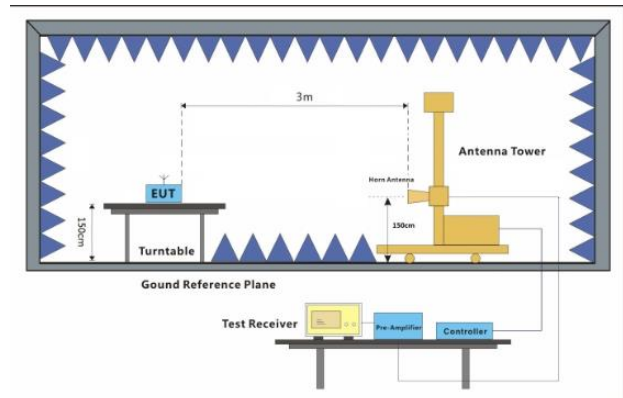 3m
Antenna Tower
Horn Antenna
EUT
150cm
150cm
Turntable
Gound Reference Plane
Test Receiver
Pre-Amplifier
Controller